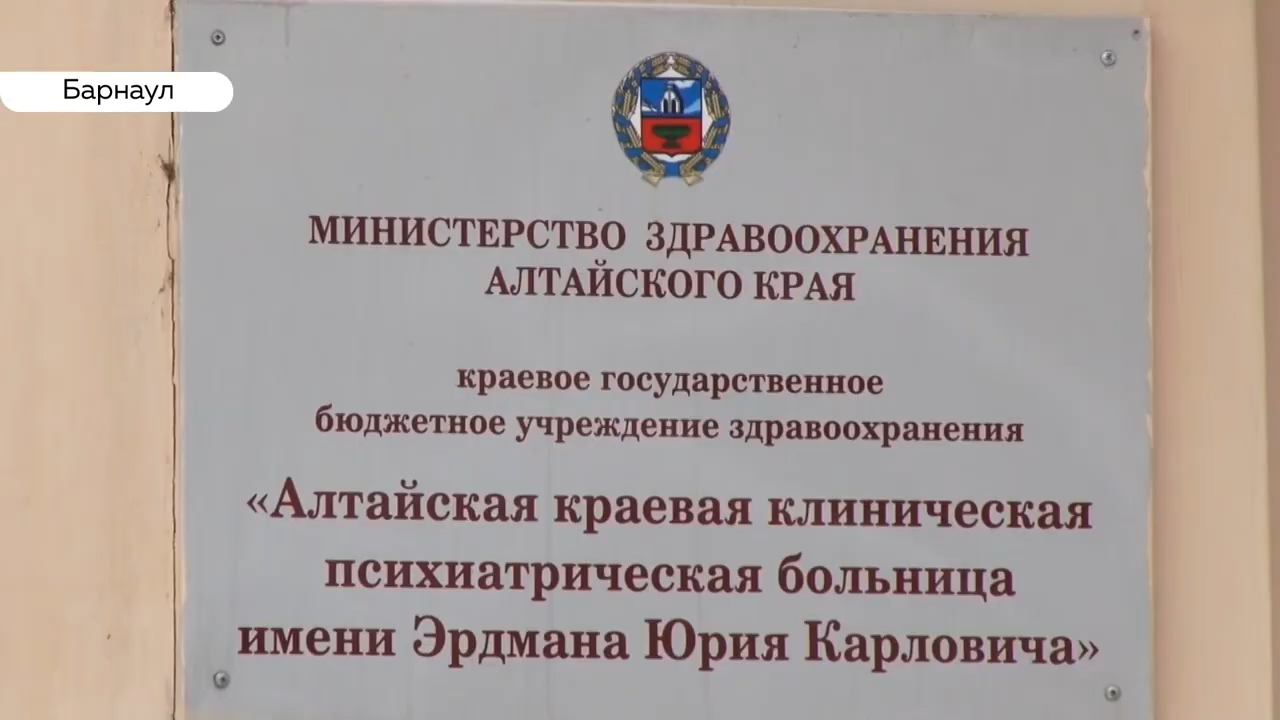 Барнаул
МИНИСТЕРСТВО ЗДРАВООХРАНЕНИЯ
АЛТАЙСКОГО КРАЯ
краевое государственное
бюджетное учреждение здравоохранения
«Алтайская краевая клиническая
психиатрическая больница
имени Эрдмана Юрия Карловича»